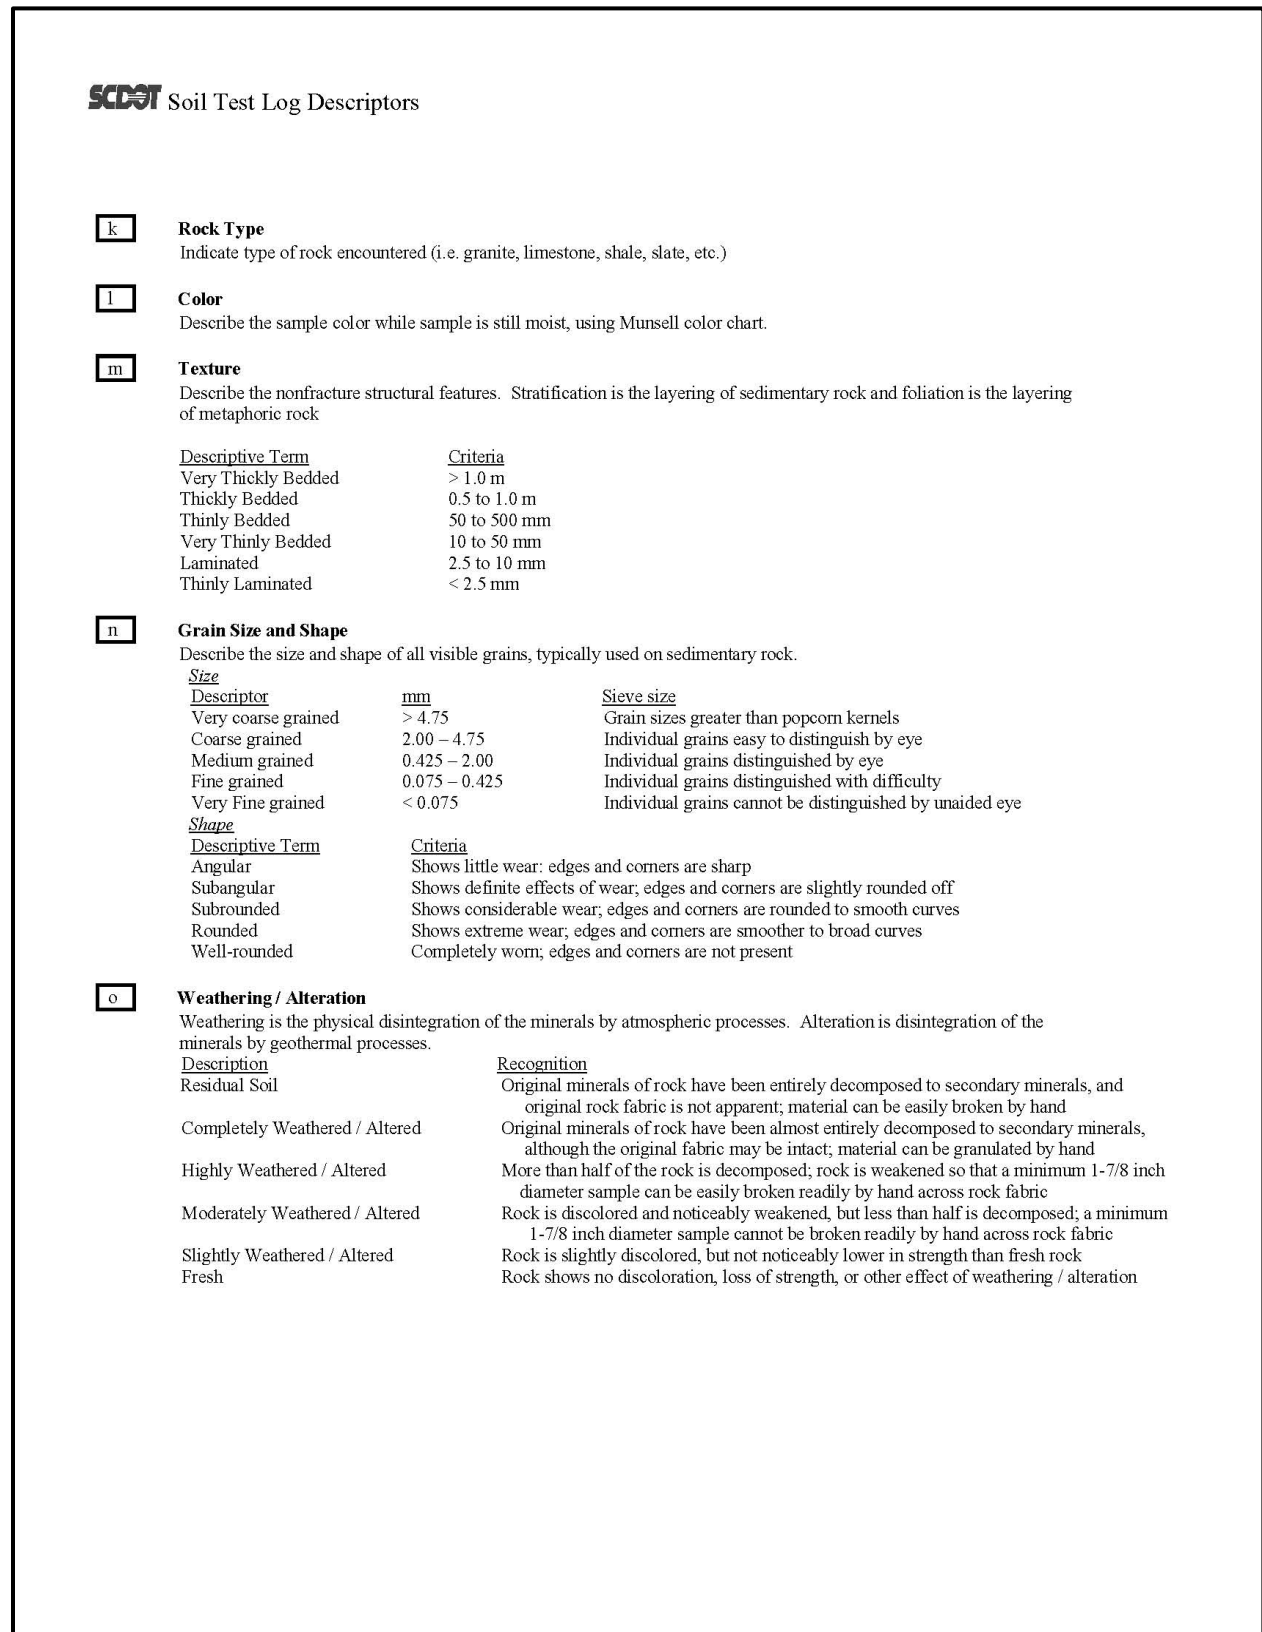 SCDOT Soil Test Log Descriptors
k Rock Type
Indicate type of rock encountered (i.e. granite, limestone, shale, slate, etc.)
l Color
Describe the sample color while sample is still moist, using Munsell color chart.
m Texture
Describe the nonfracture structural features. Stratification is the layering of sedimentary rock and foliation is the layering
of metaphoric rock
Descriptive Term Criteria
Very Thickly Bedded > 1.0 m
Thickly Bedded 0.5 to 1.0 m
Thinly Bedded 50 to 500 mm
Very Thinly Bedded 10 to 50 mm
Laminated 2.5 to 10 mm
Thinly Laminated < 2.5 mm
n Grain Size and Shape
Describe the size and shape of all visible grains, typically used on sedimentary rock.
Size
Descriptor mm Sieve size
Very coarse grained > 4.75 Grain sizes greater than popcorn kernels
Coarse grained 2.00 – 4.75 Individual grains easy to distinguish by eye
Medium grained 0.425 – 2.00 Individual grains distinguished by eye
Fine grained 0.075 – 0.425 Individual grains distinguished with difficulty
Very Fine grained < 0.075 Individual grains cannot be distinguished by unaided eye
Shape
Descriptive Term Criteria
Angular Shows little wear: edges and corners are sharp
Subangular Shows definite effects of wear; edges and corners are slightly rounded off
Subrounded Shows considerable wear; edges and corners are rounded to smooth curves
Rounded Shows extreme wear; edges and corners are smoother to broad curves
Well-rounded Completely worn; edges and corners are not present
o Weathering / Alteration
Weathering is the physical disintegration of the minerals by atmospheric processes. Alteration is disintegration of the
minerals by geothermal processes.
Description Recognition
Residual Soil Original minerals of rock have been entirely decomposed to secondary minerals, and
original rock fabric is not apparent; material can be easily broken by hand
Completely Weathered / Altered Original minerals of rock have been almost entirely decomposed to secondary minerals,
although the original fabric may be intact; material can be granulated by hand
Highly Weathered / Altered More than half of the rock is decomposed; rock is weakened so that a minimum 1-7/8 inch
diameter sample can be easily broken readily by hand across rock fabric
Moderately Weathered / Altered Rock is discolored and noticeably weakened, but less than half is decomposed; a minimum
1-7/8 inch diameter sample cannot be broken readily by hand across rock fabric
Slightly Weathered / Altered Rock is slightly discolored, but not noticeably lower in strength than fresh rock
Fresh Rock shows no discoloration, loss of strength, or other effect of weathering / alteration